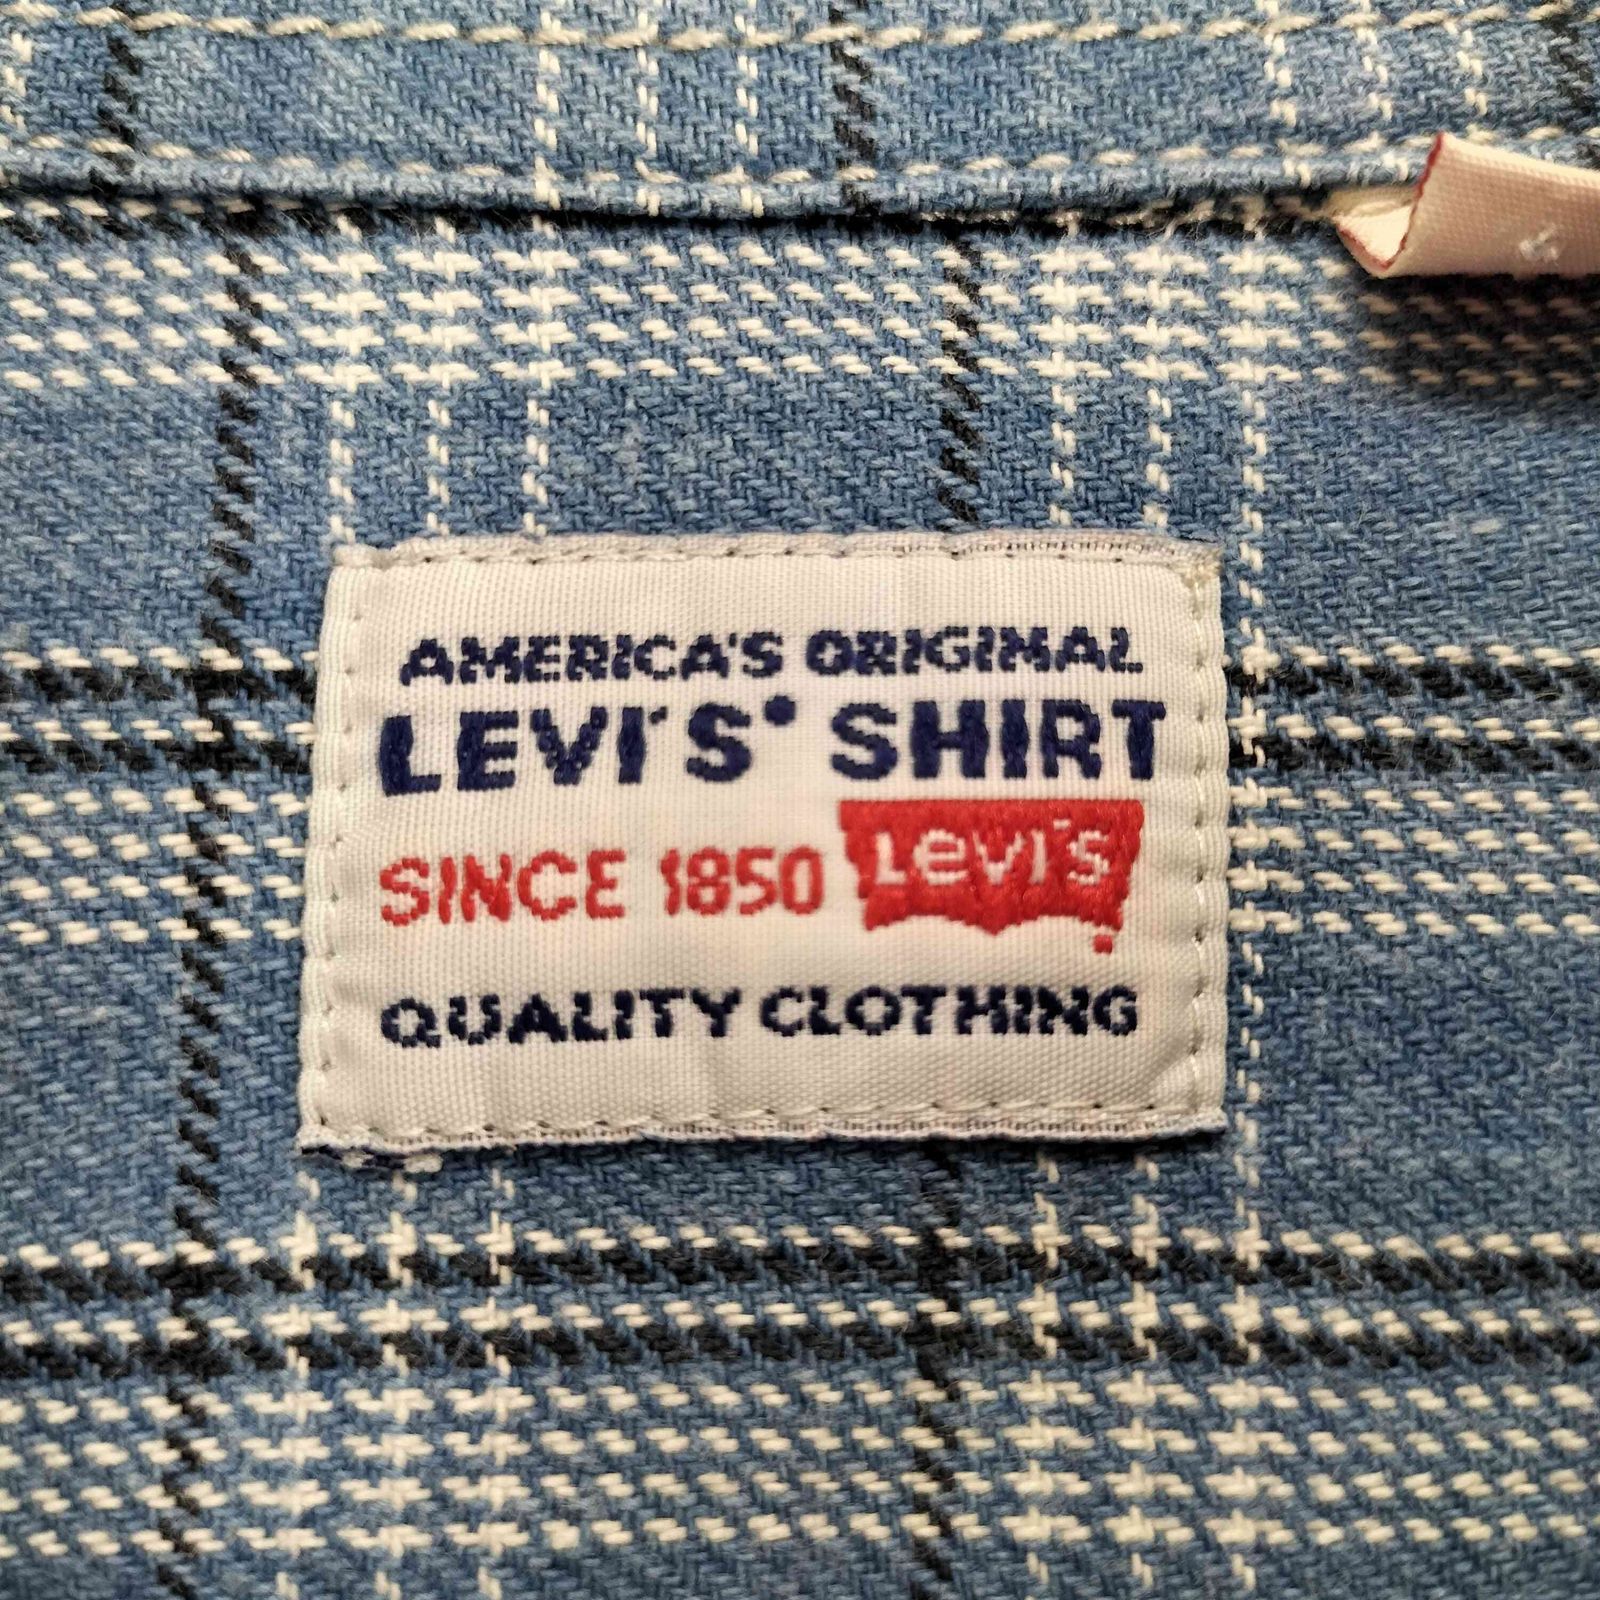 AMERICA'S ORIGINAL
LEVI'S® SHIRT
SINCE 1850 Levi's
QUALITY CLOTHING